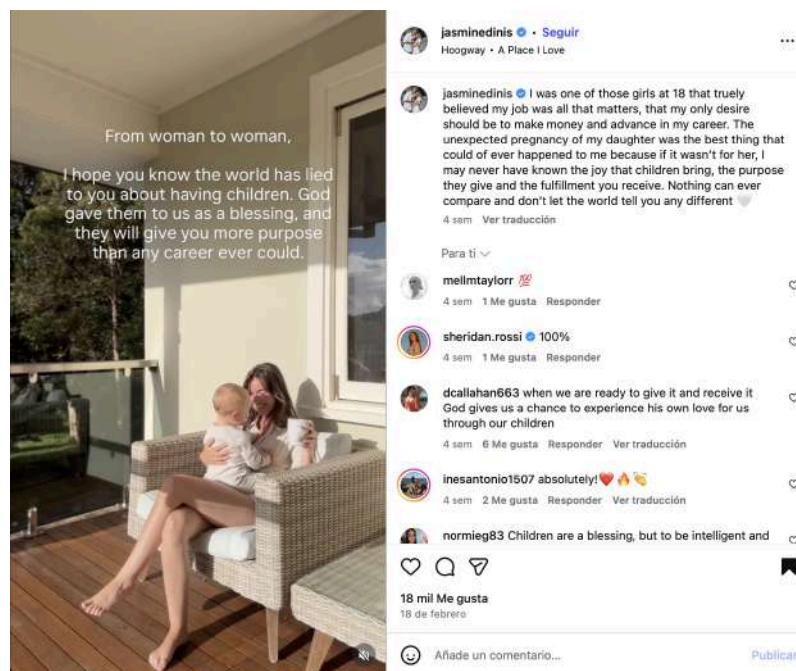 From woman to woman,
I hope you know the world has lied
to you about having children. God
gave them to us as a blessing, and
they will give you more purpose
than any career ever could.
jasminedinis • Seguir
Hoogway • A Place I Love
jasminedinis I was one of those girls at 18 that truely
believed my job was all that matters, that my only desire
should be to make money and advance in my career. The
unexpected pregnancy of my daughter was the best thing that
could of ever happened to me because if it wasn't for her, I
may never have known the joy that children bring, the purpose
they give and the fulfillment you receive. Nothing can ever
compare and don't let the world tell you any different 🤍
4 sem Ver traducción
Para ti
mellmtaylorr 💯
4 sem 1 Me gusta Responder
sheridan.rossi 100%
4 sem 1 Me gusta Responder
dcallahan663 when we are ready to give it and receive it
God gives us a chance to experience his own love for us
through our children
4 sem 6 Me gusta Responder Ver traducción
inesantonio1507 absolutely!❤️🔥👏
4 sem 2 Me gusta Responder Ver traducción
normieg83 Children are a blessing, but to be intelligent and
18 mil Me gusta
18 de febrero
Añade un comentario...
Publicar